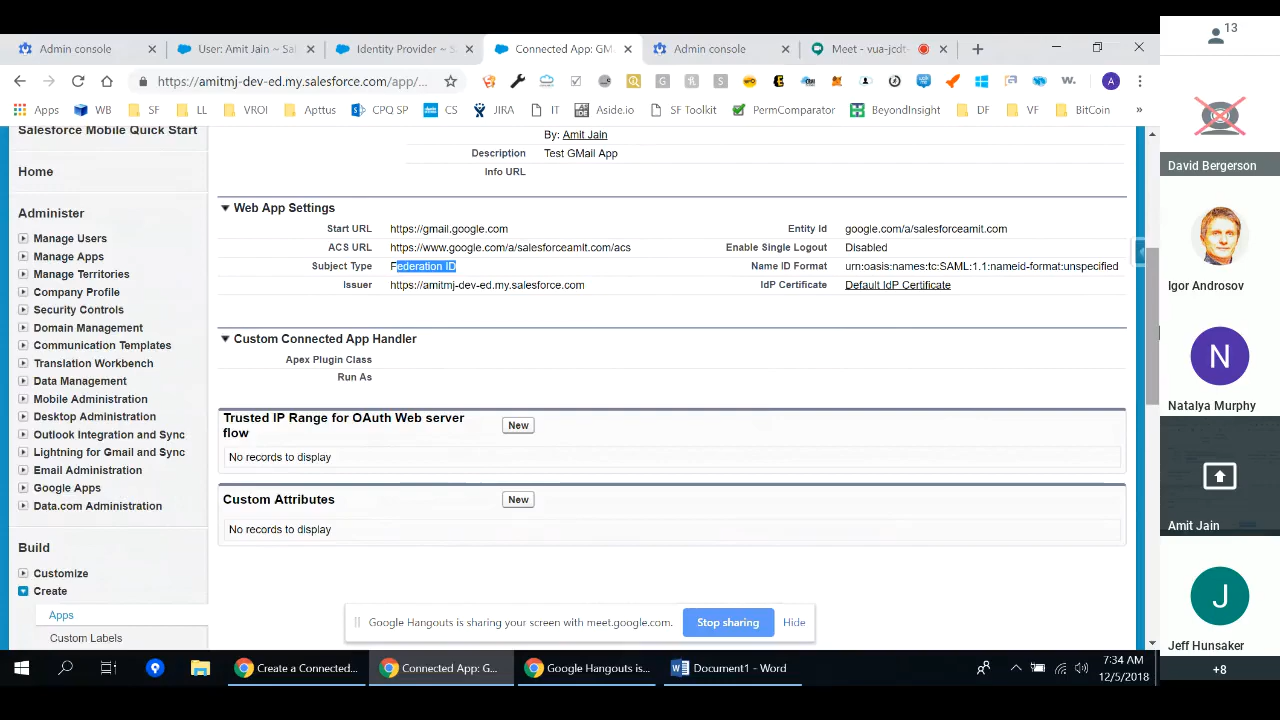 Admin console
User: Amit Jain ~ Sal
Identity Provider ~ S
Connected App: GM
Admin console
Meet - vua-jcdt-
https://amitmj-dev-ed.my.salesforce.com/app/...
A
Apps
WB
SF
LL
VROI
Apttus
CPQ SP
CS
JIRA
IT
Aside.io
SF Toolkit
PermComparator
BeyondInsight
DF
VF
BitCoin
»
Salesforce Mobile Quick Start
Home
Administer
Manage Users
Manage Apps
Manage Territories
Company Profile
Security Controls
Domain Management
Communication Templates
Translation Workbench
Data Management
Mobile Administration
Desktop Administration
Outlook Integration and Sync
Lightning for Gmail and Sync
Email Administration
Google Apps
Data.com Administration
Build
Customize
Create
Apps
Custom Labels
By: Amit Jain
Description Test GMail App
Info URL
Web App Settings
Start URL https://gmail.google.com Entity Id google.com/a/salesforceamit.com
ACS URL https://www.google.com/a/salesforceamit.com/acs Enable Single Logout Disabled
Subject Type Federation ID Name ID Format urn:oasis:names:tc:SAML:1.1:nameid-format:unspecified
Issuer https://amitmj-dev-ed.my.salesforce.com IdP Certificate Default IdP Certificate
Custom Connected App Handler
Apex Plugin Class
Run As
Trusted IP Range for OAuth Web server
flow
New
No records to display
Custom Attributes New
No records to display
Google Hangouts is sharing your screen with meet.google.com. Stop sharing Hide
Create a Connected...
Connected App: G...
Google Hangouts is...
Document1 - Word
7:34 AM
12/5/2018
13
David Bergerson
Igor Androsov
N
Natalya Murphy
Amit Jain
J
Jeff Hunsaker
+8